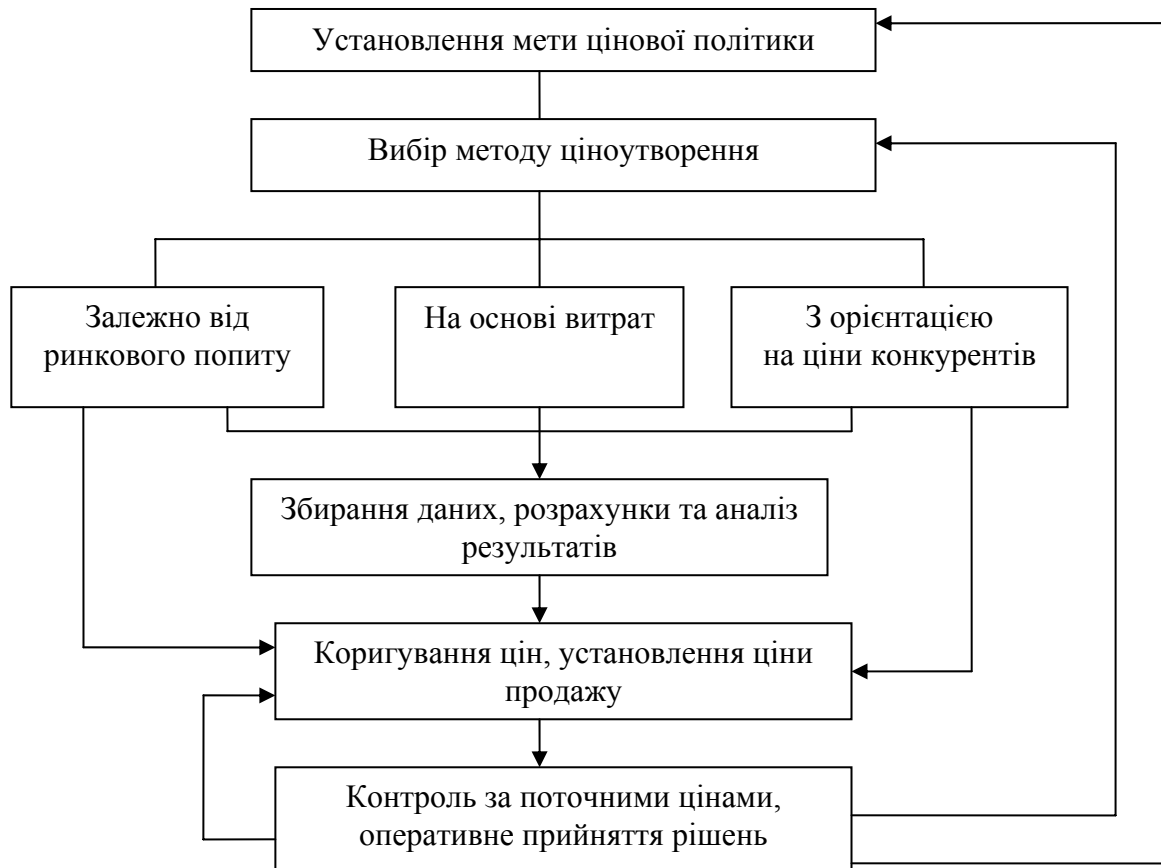 Установлення мети цінової політики
Вибір методу ціноутворення
Залежно від
ринкового попиту
На основі витрат
З орієнтацією
на ціни конкурентів
Збирання даних, розрахунки та аналіз
результатів
Коригування цін, установлення ціни
продажу
Контроль за поточними цінами,
оперативне прийняття рішень